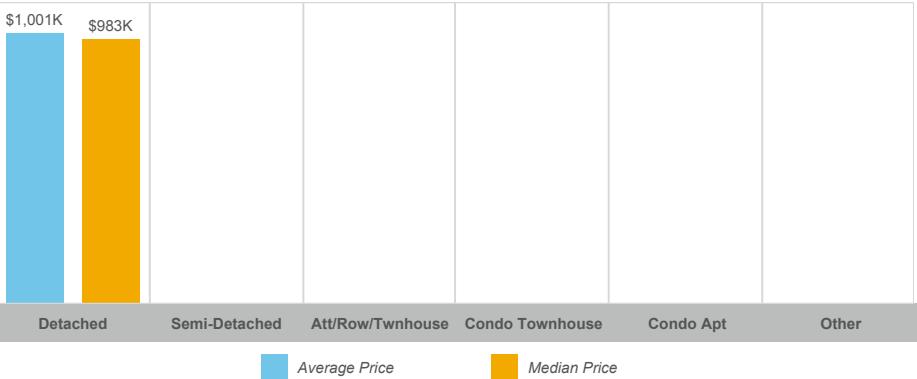 $1,001K
$983K
Detached
Semi-Detached
Att/Row/Twnhouse
Condo Townhouse
Condo Apt
Other
Average Price
Median Price